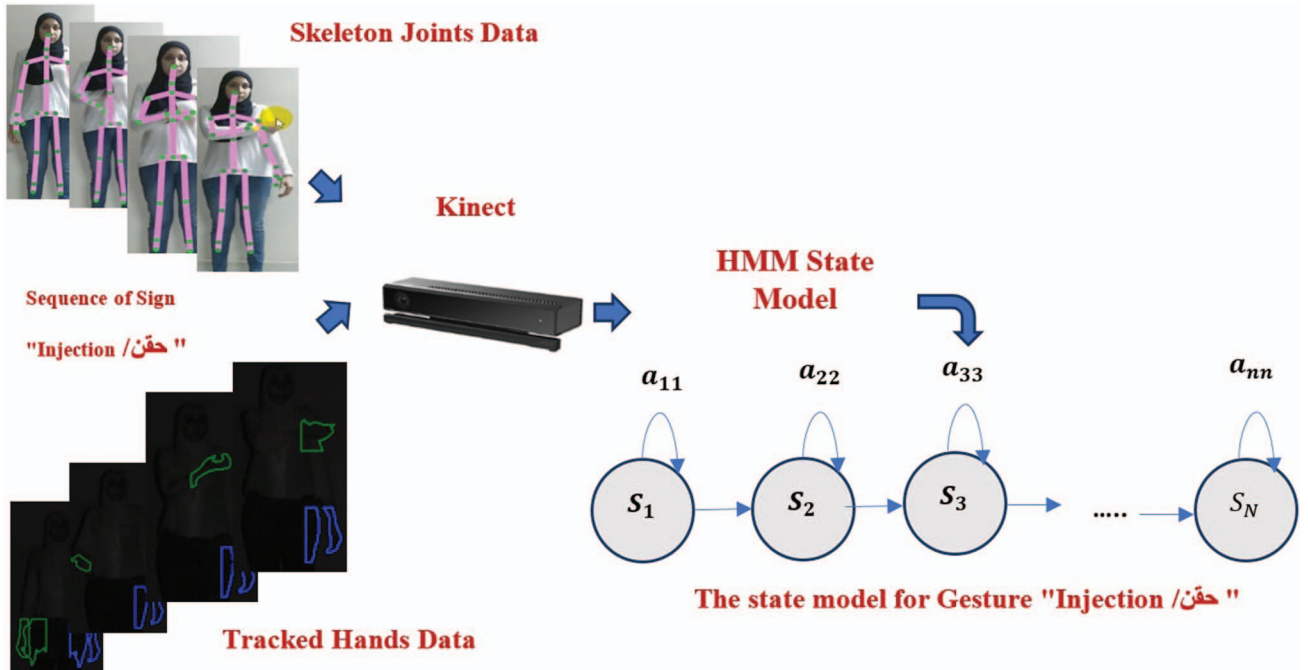 Skeleton Joints Data
Kinect
HMM State
Model
Sequence of Sign
"Injection / حقن "
a₁₁
a₂₂
a₃₃
aₙₙ
S₁
S₂
S₃
.....
S_N
The state model for Gesture "Injection / حقن "
Tracked Hands Data